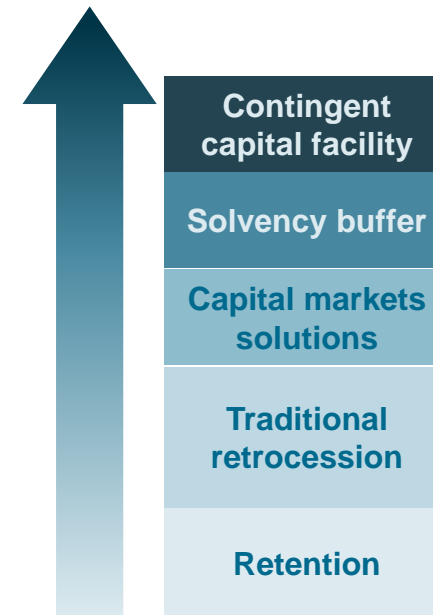 Contingent
capital facility
Solvency buffer
Capital markets
solutions
Traditional
retrocession
Retention